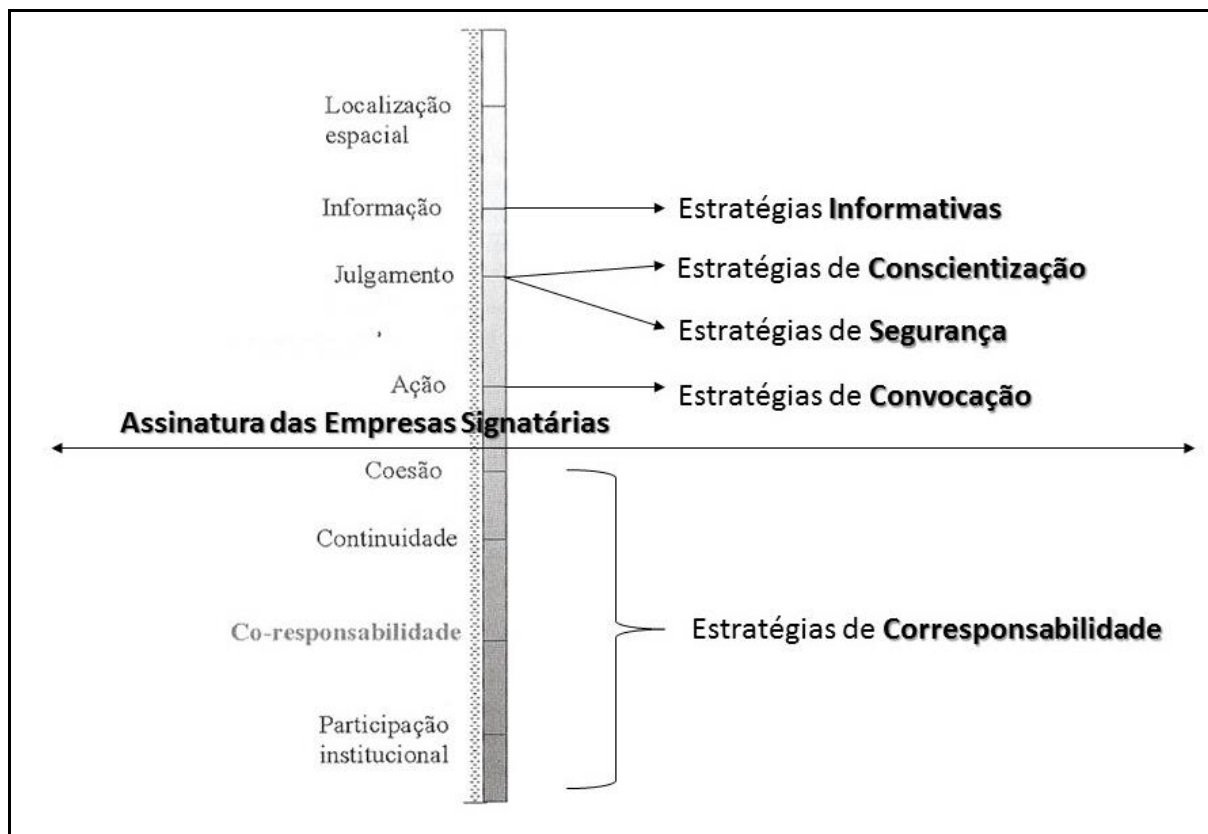 Localização
espacial
Informação
Estratégias Informativas
Julgamento
Estratégias de Conscientização
Estratégias de Segurança
Ação
Estratégias de Convocação
Assinatura das Empresas Signatárias
Coesão
Continuidade
Co-responsabilidade
Estratégias de Corresponsabilidade
Participação
institucional